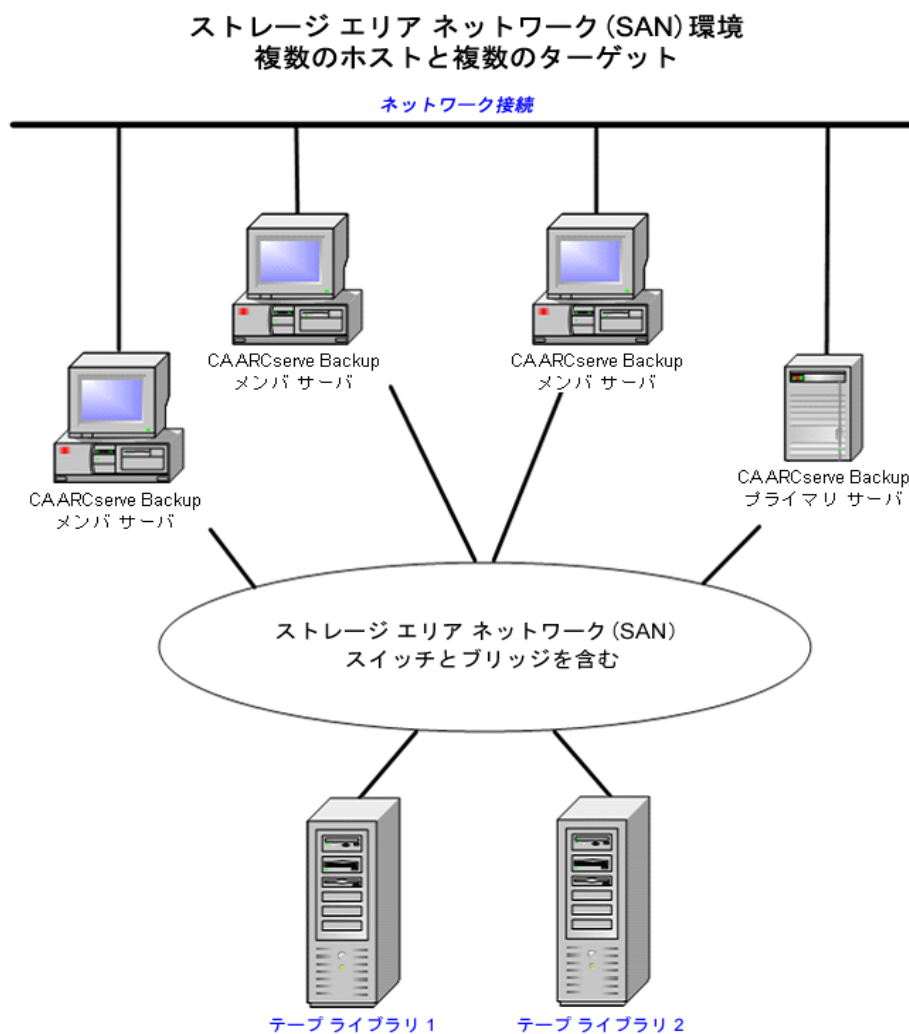 ストレージ エリア ネットワーク (SAN) 環境
複数のホストと複数のターゲット
ネットワーク接続
CA ARCserve Backup
メンバ サーバ
CA ARCserve Backup
メンバ サーバ
CA ARCserve Backup
メンバ サーバ
CA ARCserve Backup
プライマリ サーバ
ストレージ エリア ネットワーク (SAN)
スイッチとブリッジを含む
テープ ライブラリ 1
テープ ライブラリ 2